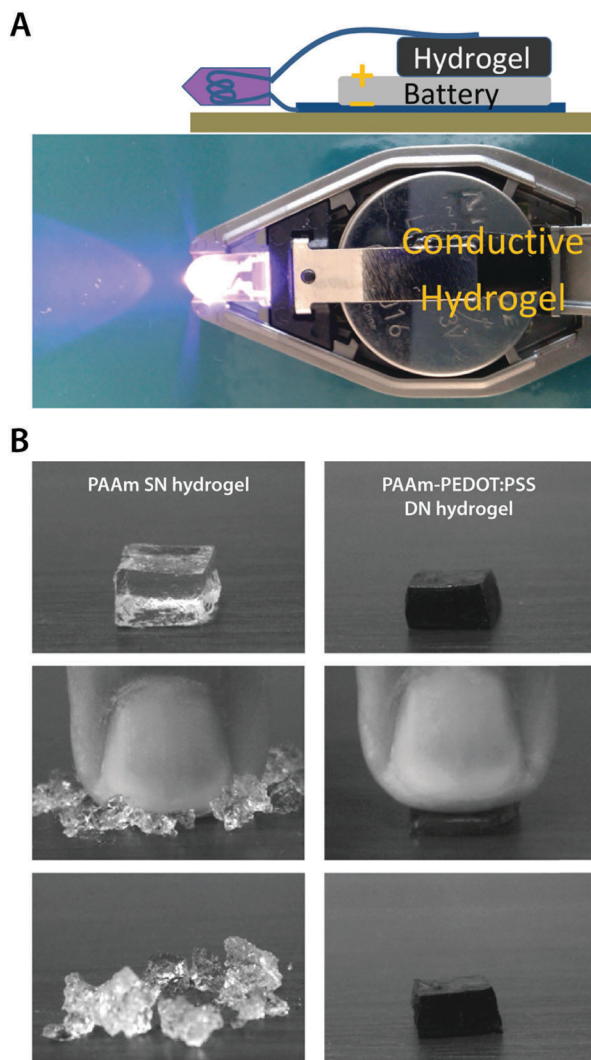 A
Hydrogel
+
Battery
−
Conductive
Hydrogel
B
PAAm SN hydrogel
PAAm-PEDOT:PSS
DN hydrogel